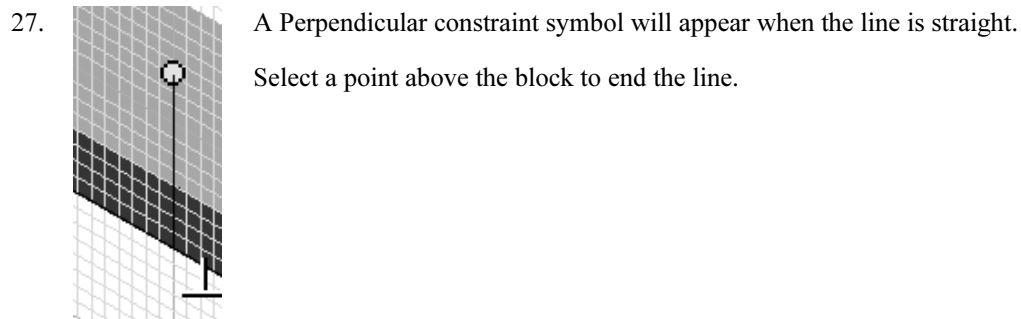 27. A Perpendicular constraint symbol will appear when the line is straight.
Select a point above the block to end the line.